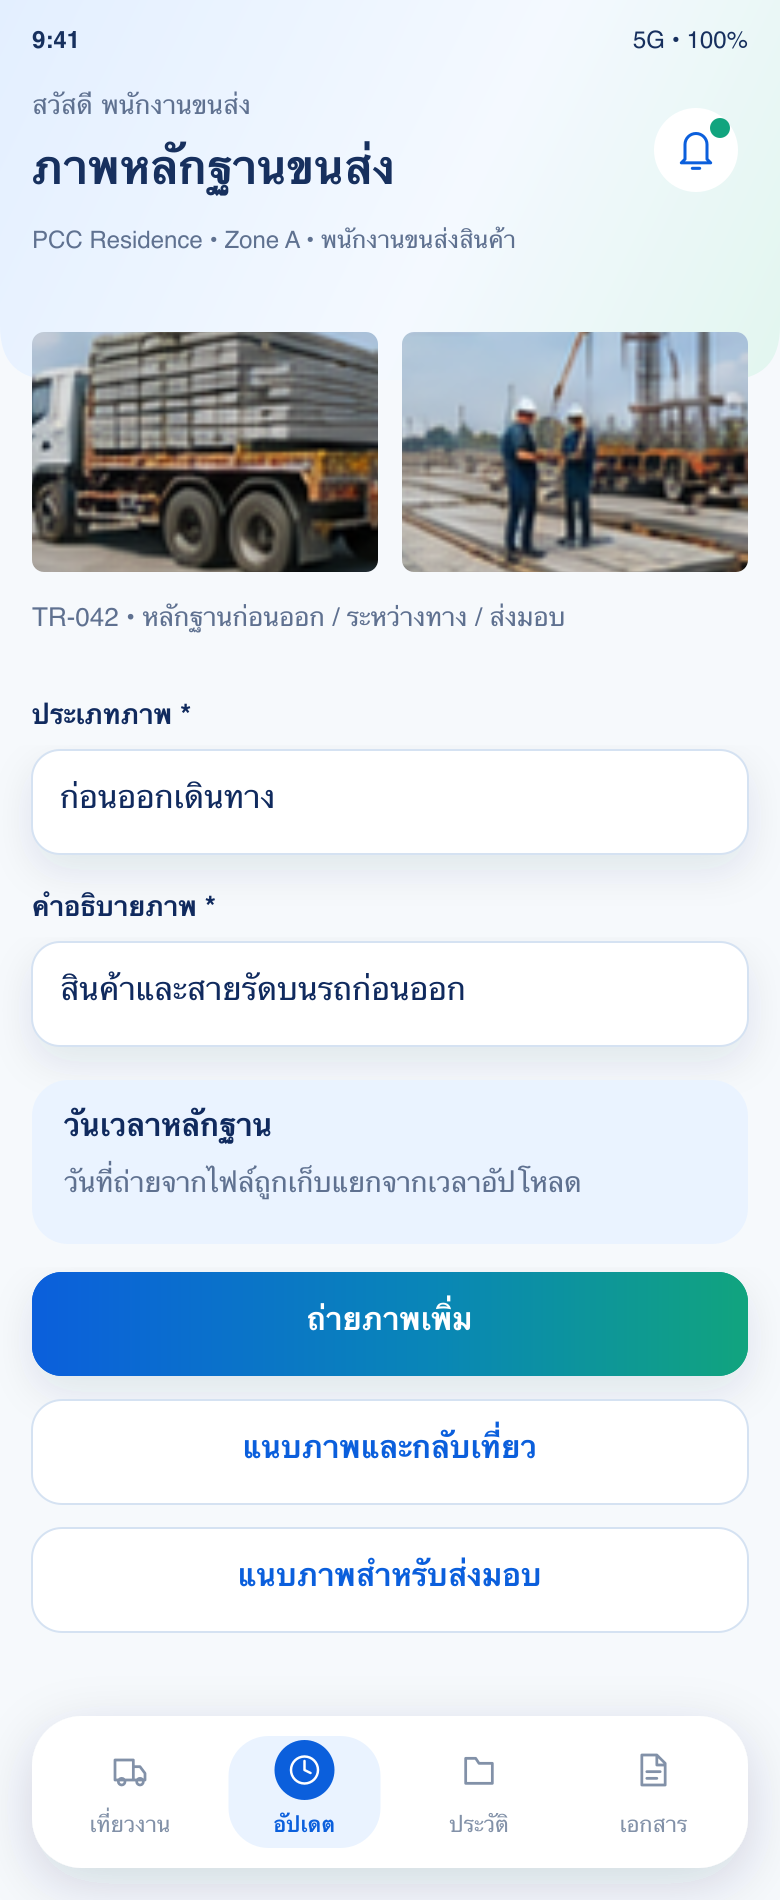 9:41
5G • 100%
สวัสดี พนักงานขนส่ง
ภาพหลักฐานขนส่ง
PCC Residence • Zone A • พนักงานขนส่งสินค้า
TR-042 • หลักฐานก่อนออก / ระหว่างทาง / ส่งมอบ
ประเภทภาพ *
ก่อนออกเดินทาง
คำอธิบายภาพ *
สินค้าและสายรัดบนรถก่อนออก
วันเวลาหลักฐาน
วันที่ถ่ายจากไฟล์ถูกเก็บแยกจากเวลาอัปโหลด
ถ่ายภาพเพิ่ม
แนบภาพและกลับเที่ยว
แนบภาพสำหรับส่งมอบ
เที่ยวงาน
อัปเดต
ประวัติ
เอกสาร